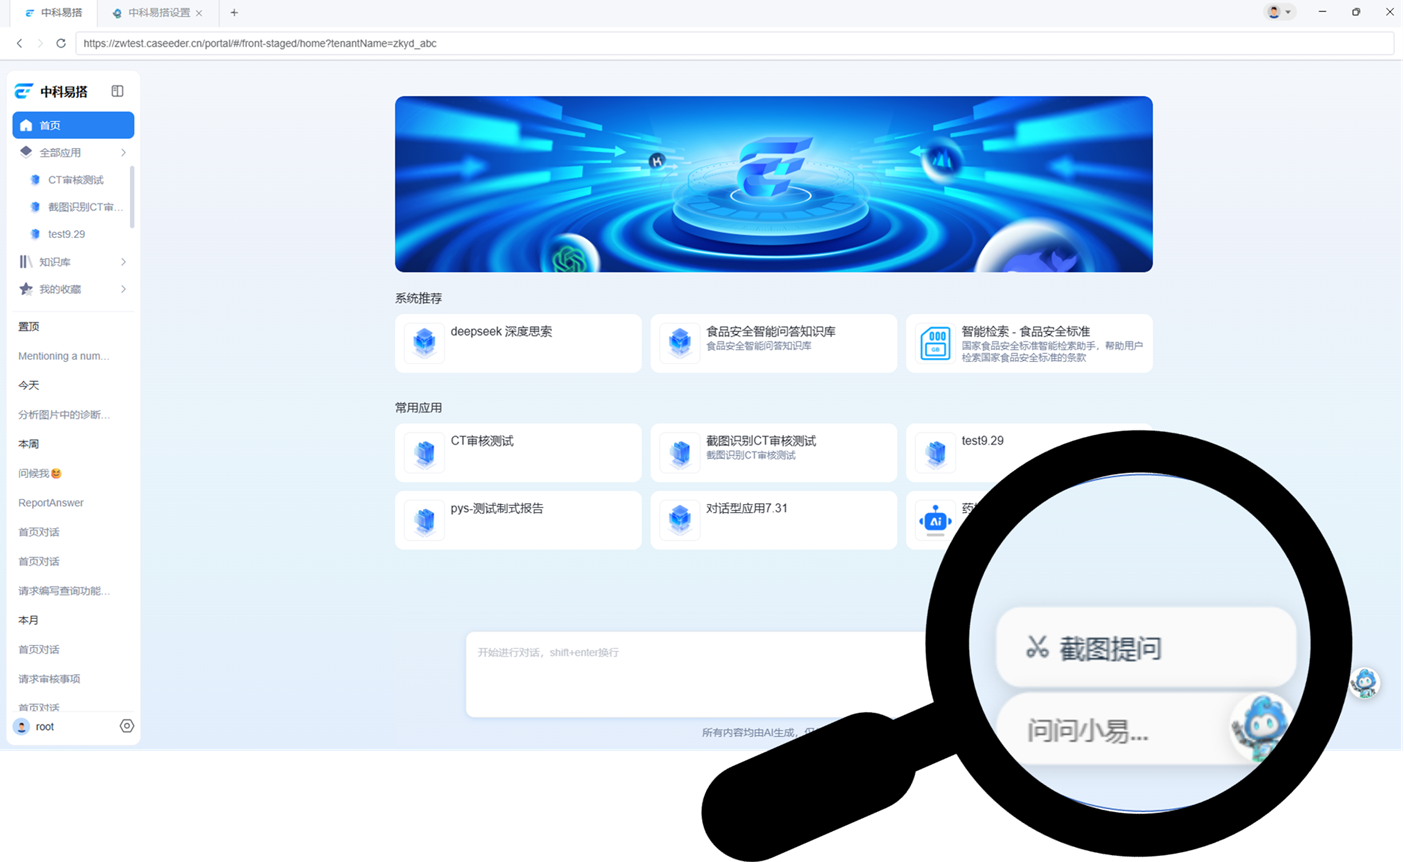 中科易搭
中科易搭设置
https://zwtest.caseeder.cn/portal/#/front-staged/home?tenantName=zkyd_abc
中科易搭
首页
全部应用
CT审核测试
截图识别CT审...
test9.29
知识库
我的收藏
置顶
Mentioning a num...
今天
分析图片中的诊断...
本周
问候我😆
ReportAnswer
首页对话
首页对话
请求编写查询功能...
本月
首页对话
请求审核事项
首页对话
root
系统推荐
deepseek 深度思索
食品安全智能问答知识库
食品安全智能问答知识库
智能检索 - 食品安全标准
国家食品安全标准智能检索助手，帮助用户
检索国家食品安全标准的条款
常用应用
CT审核测试
截图识别CT审核测试
截图识别CT审核测试
test9.29
pys-测试制式报告
对话型应用7.31
Ai
开始进行对话，shift+enter换行
所有内容均由AI生成，
截图提问
问问小易...